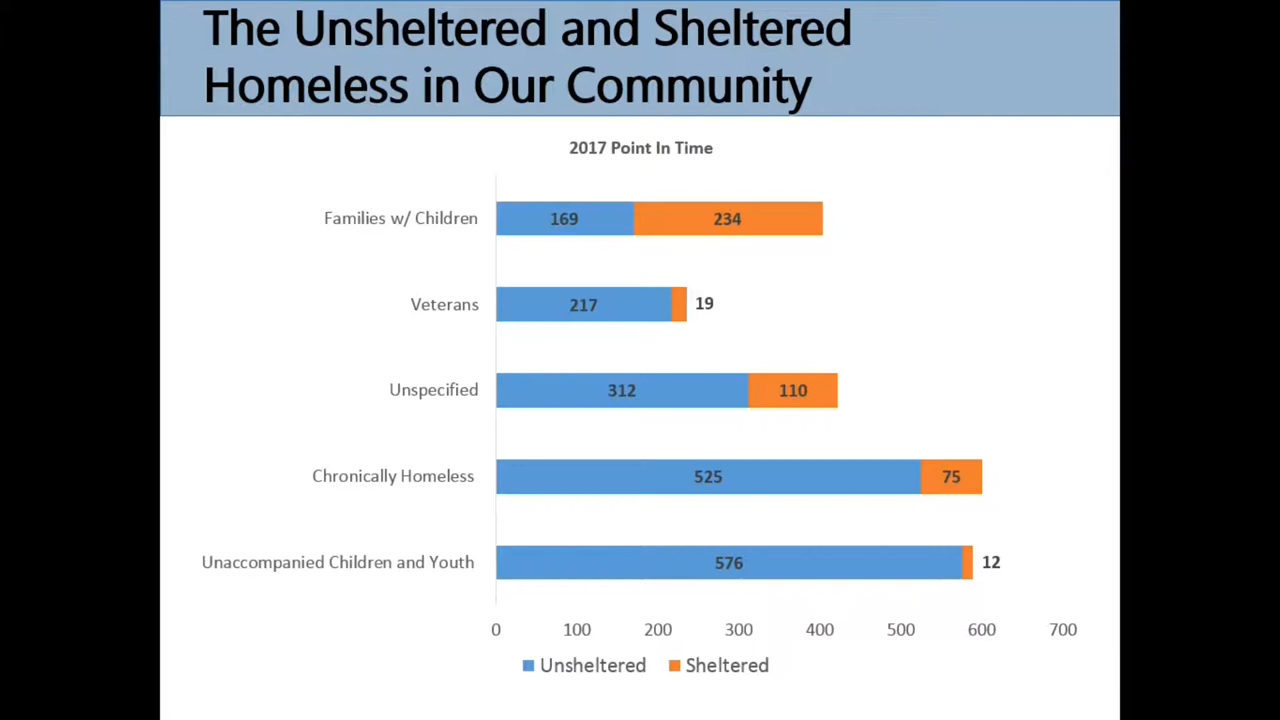 The Unsheltered and Sheltered
Homeless in Our Community
2017 Point In Time
Families w/ Children
169
234
Veterans
217
19
Unspecified
312
110
Chronically Homeless
525
75
Unaccompanied Children and Youth
576
12
0 100 200 300 400 500 600 700
Unsheltered Sheltered